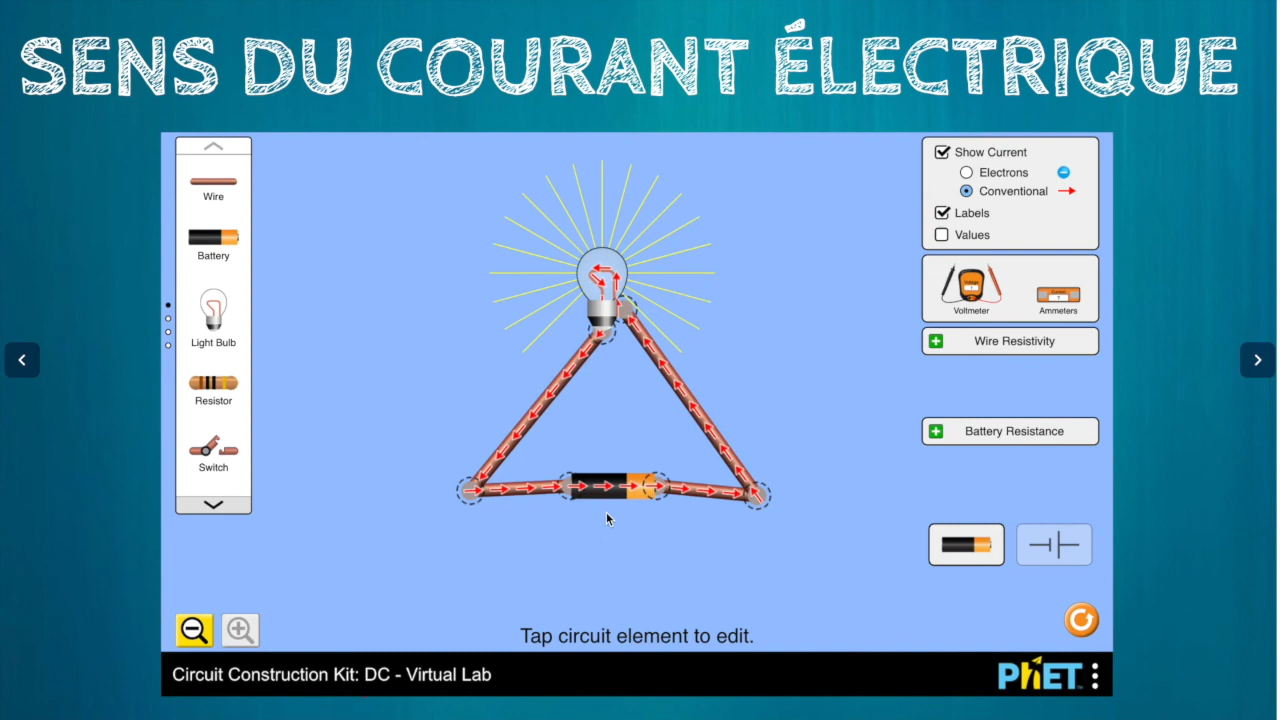 SENS DU COURANT ÉLECTRIQUE
Wire
Battery
Light Bulb
Resistor
Switch
Show Current
Electrons
Conventional
Labels
Values
Voltmeter
Ammeters
Wire Resistivity
Battery Resistance
Tap circuit element to edit.
Circuit Construction Kit: DC - Virtual Lab
PhET